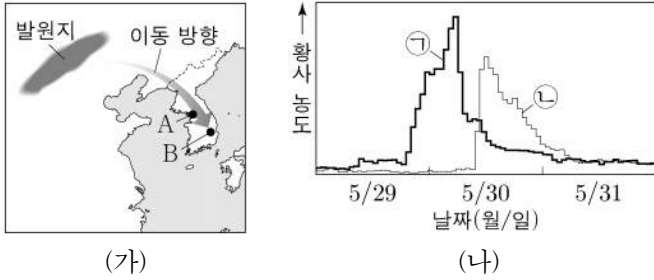 발원지
이동 방향
A
B
(가)
황사 농도
㉠
㉡
5/29 5/30 5/31
날짜(월/일)
(나)